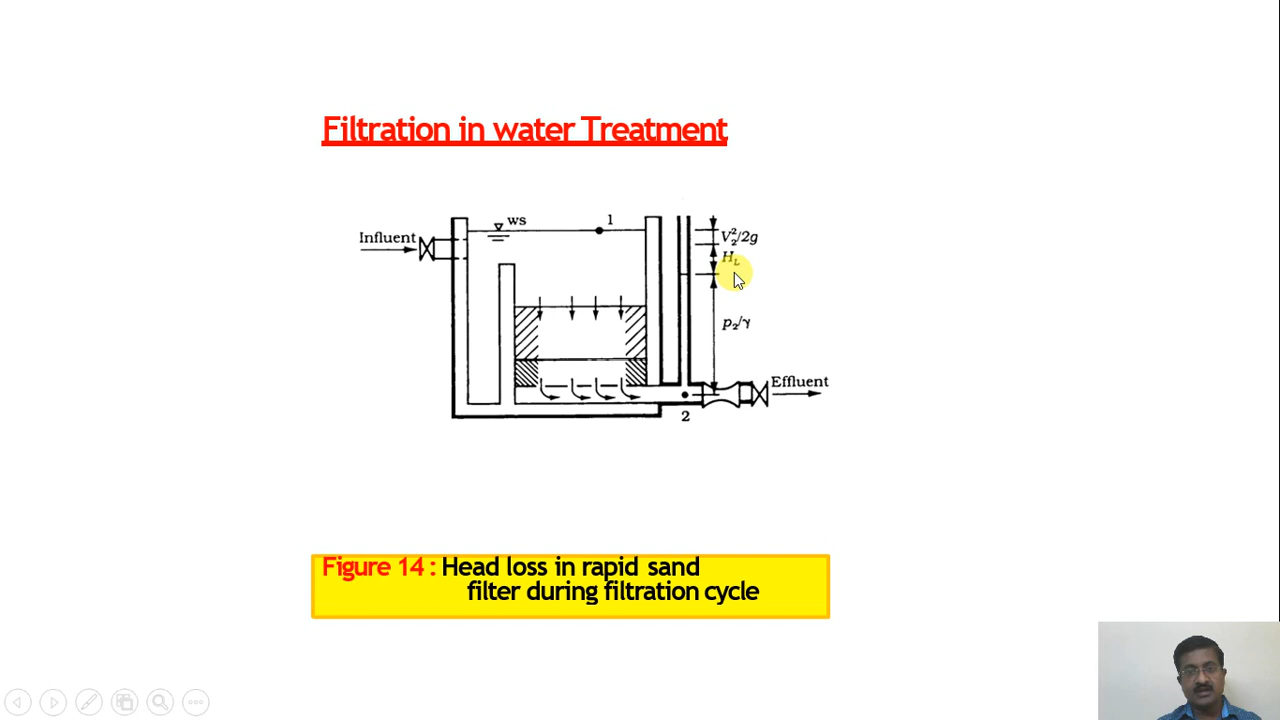 Filtration in water Treatment
ws
1
Influent
V₂²/2g
H_L
p₂/γ
Effluent
2
Figure 14 : Head loss in rapid sand
filter during filtration cycle